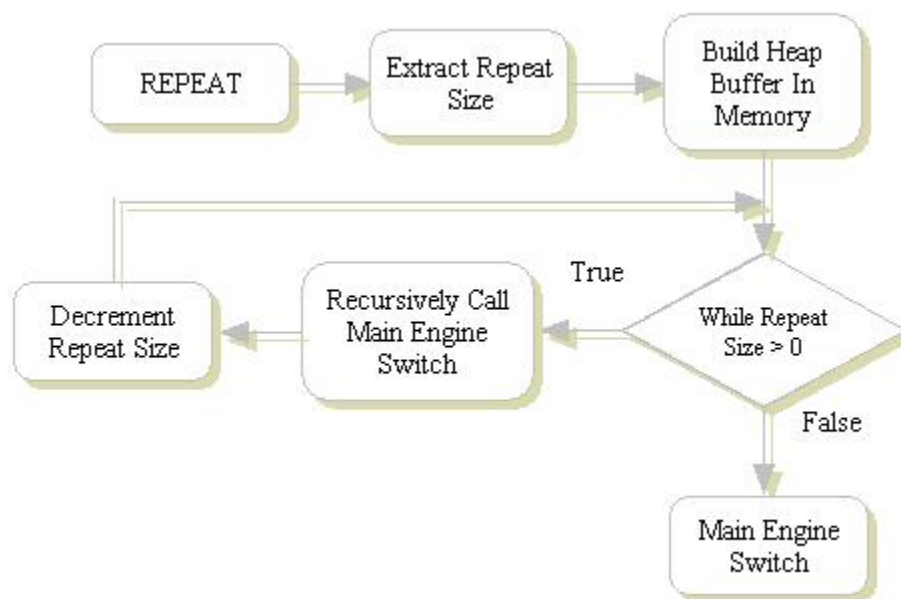 REPEAT
Extract Repeat
Size
Build Heap
Buffer In
Memory
While Repeat
Size > 0
True
Recursively Call
Main Engine
Switch
Decrement
Repeat Size
False
Main Engine
Switch